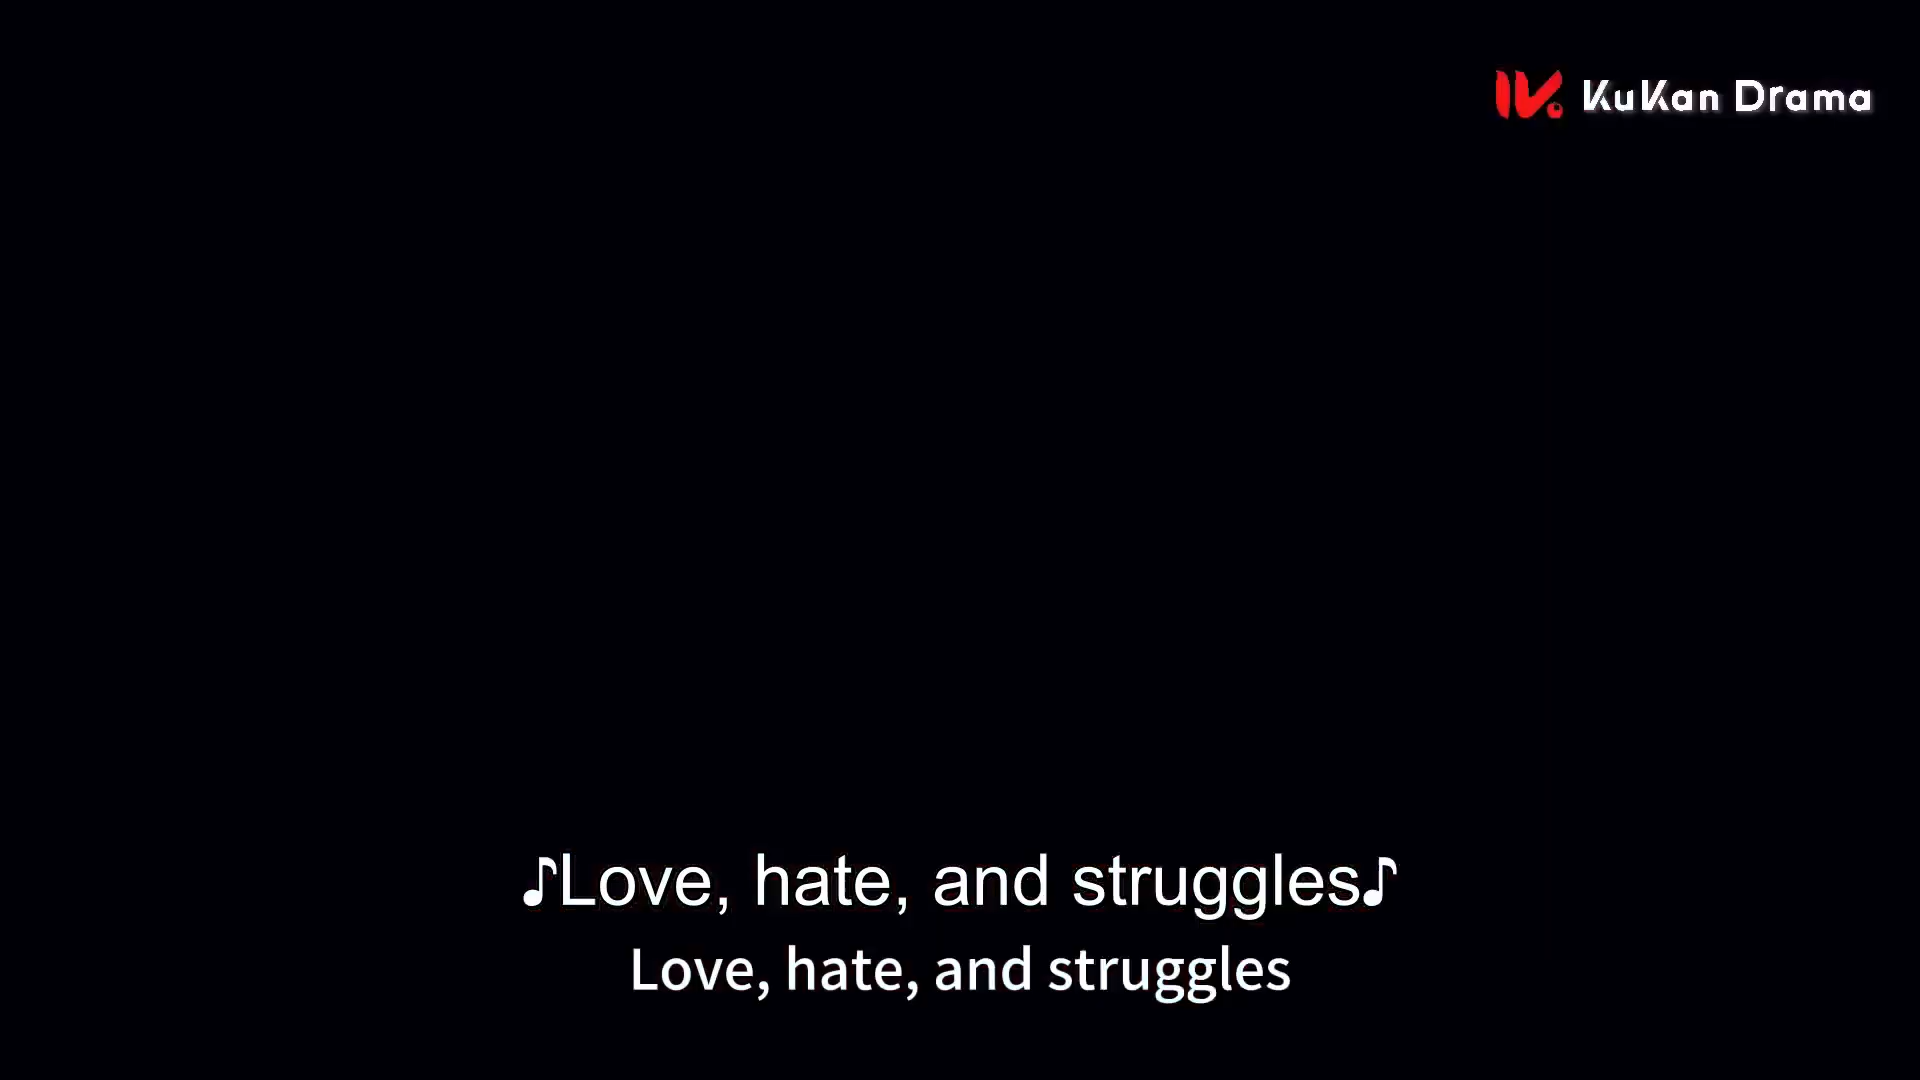 KuKan Drama
♪Love, hate, and struggles♪
Love, hate, and struggles